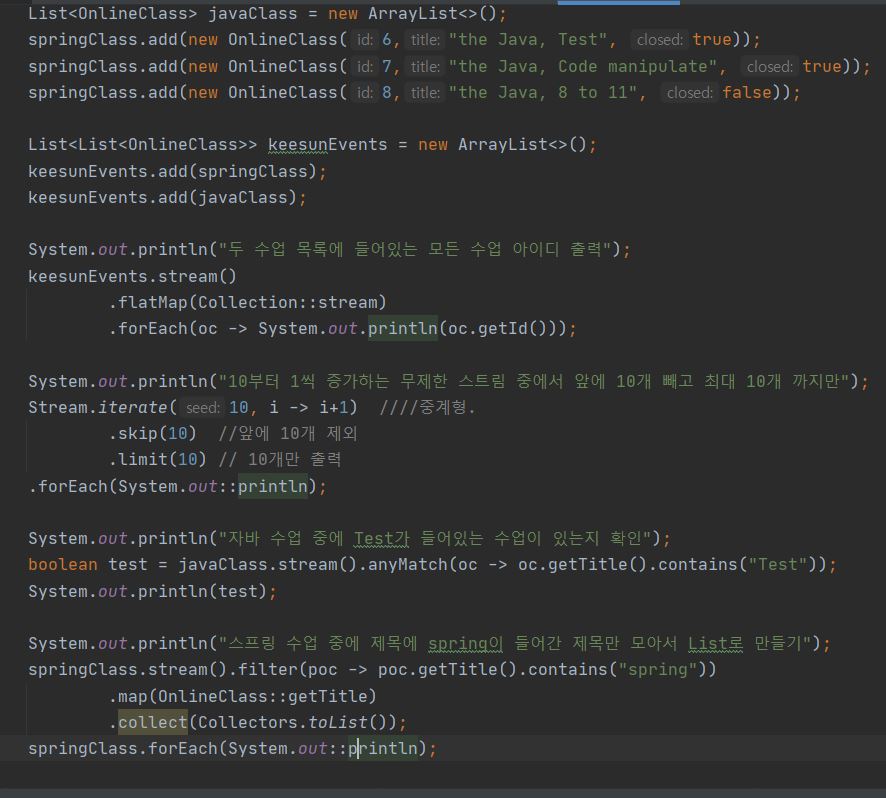 List<OnlineClass> javaClass = new ArrayList<>();
springClass.add(new OnlineClass( id: 6, title: "the Java, Test", closed: true));
springClass.add(new OnlineClass( id: 7, title: "the Java, Code manipulate", closed: true));
springClass.add(new OnlineClass( id: 8, title: "the Java, 8 to 11", closed: false));
List<List<OnlineClass>> keesunEvents = new ArrayList<>();
keesunEvents.add(springClass);
keesunEvents.add(javaClass);
System.out.println("두 수업 목록에 들어있는 모든 수업 아이디 출력");
keesunEvents.stream()
.flatMap(Collection::stream)
.forEach(oc -> System.out.println(oc.getId()));
System.out.println("10부터 1씩 증가하는 무제한 스트림 중에서 앞에 10개 빼고 최대 10개 까지만");
Stream.iterate( seed: 10, i -> i+1) ////중계형.
.skip(10) //앞에 10개 제외
.limit(10) // 10개만 출력
.forEach(System.out::println);
System.out.println("자바 수업 중에 Test가 들어있는 수업이 있는지 확인");
boolean test = javaClass.stream().anyMatch(oc -> oc.getTitle().contains("Test"));
System.out.println(test);
System.out.println("스프링 수업 중에 제목에 spring이 들어간 제목만 모아서 List로 만들기");
springClass.stream().filter(poc -> poc.getTitle().contains("spring"))
.map(OnlineClass::getTitle)
.collect(Collectors.toList());
springClass.forEach(System.out::println);